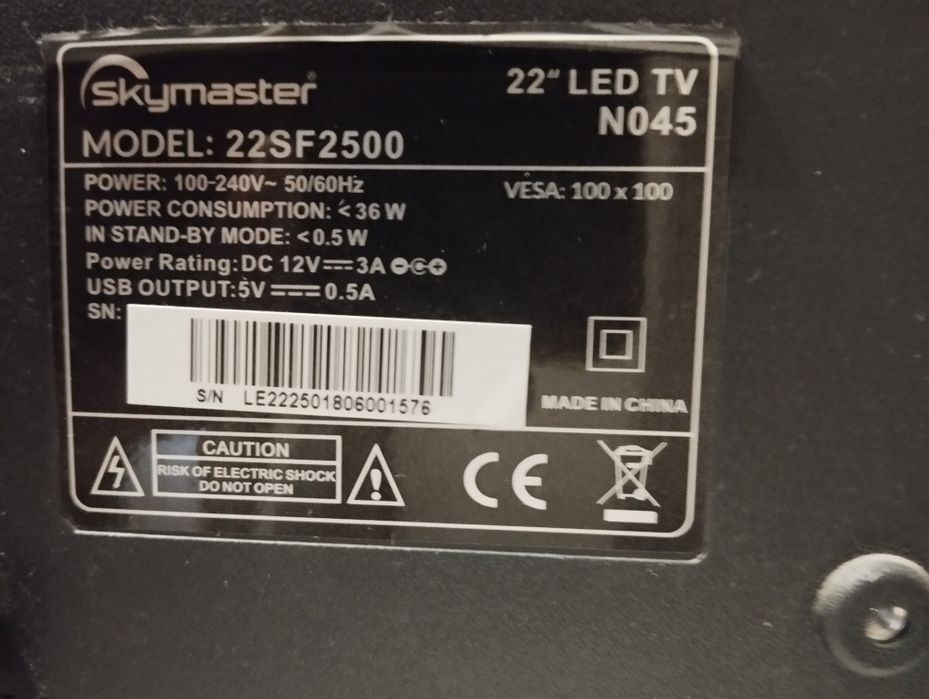 skymaster®
22" LED TV
N045
MODEL: 22SF2500
POWER: 100-240V~ 50/60Hz
VESA: 100 x 100
POWER CONSUMPTION: <36 W
IN STAND-BY MODE: <0.5 W
Power Rating:DC 12V⎓3A
USB OUTPUT:5V ⎓ 0.5A
SN:
S/N LE222501806001576
MADE IN CHINA
CAUTION
RISK OF ELECTRIC SHOCK
DO NOT OPEN
CE